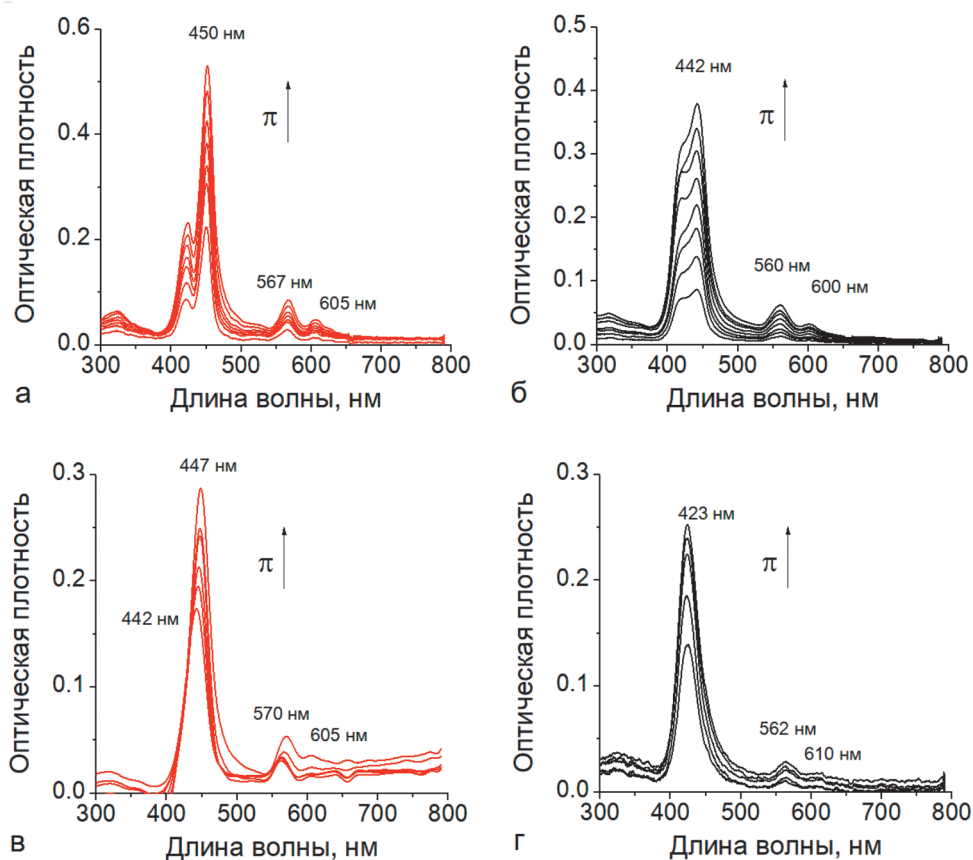 Оптическая плотность
0.6
0.4
0.2
0.0
450 нм
π
567 нм
605 нм
300 400 500 600 700 800
а
Длина волны, нм
Оптическая плотность
0.5
0.4
0.3
0.2
0.1
0.0
442 нм
π
560 нм
600 нм
300 400 500 600 700 800
б
Длина волны, нм
Оптическая плотность
0.3
0.2
0.1
0.0
447 нм
π
442 нм
570 нм
605 нм
300 400 500 600 700 800
в
Длина волны, нм
Оптическая плотность
0.3
0.2
0.1
0.0
423 нм
π
562 нм
610 нм
300 400 500 600 700 800
г
Длина волны, нм